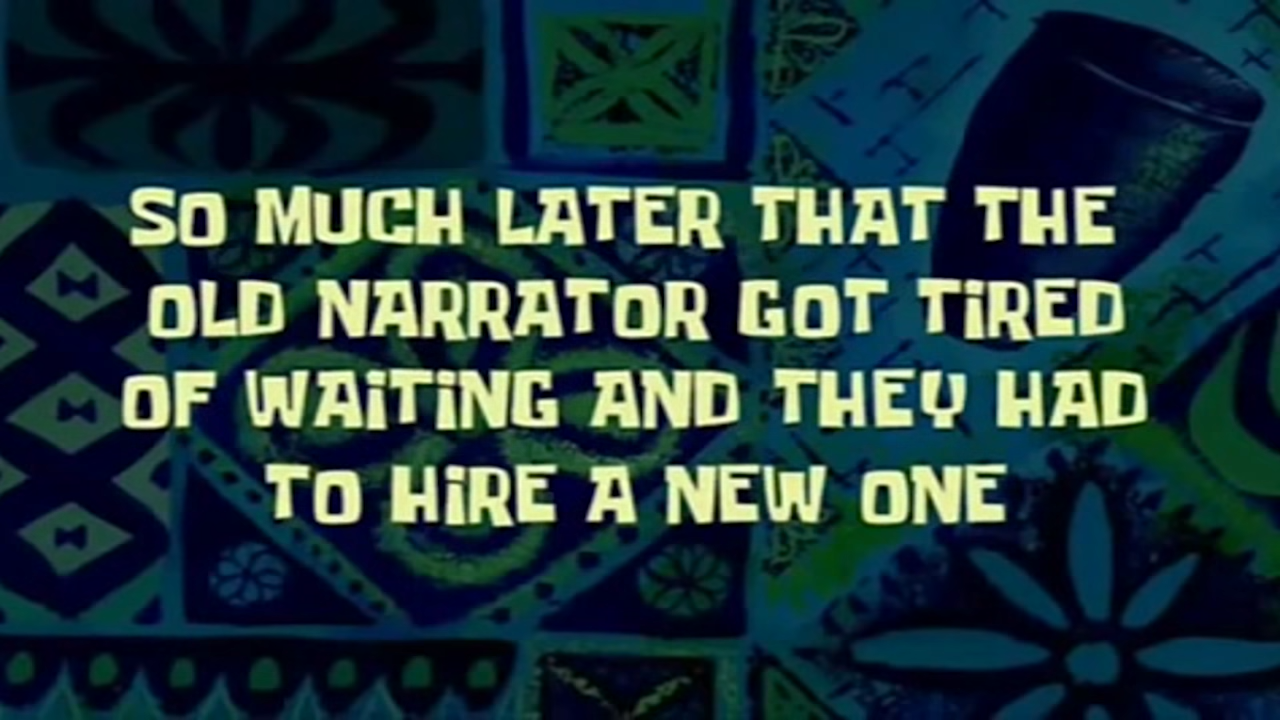 SO MUCH LATER THAT THE
OLD NARRATOR GOT TiRED
OF WAiTiNG AND THEY HAD
TO HiRE A NEW ONE